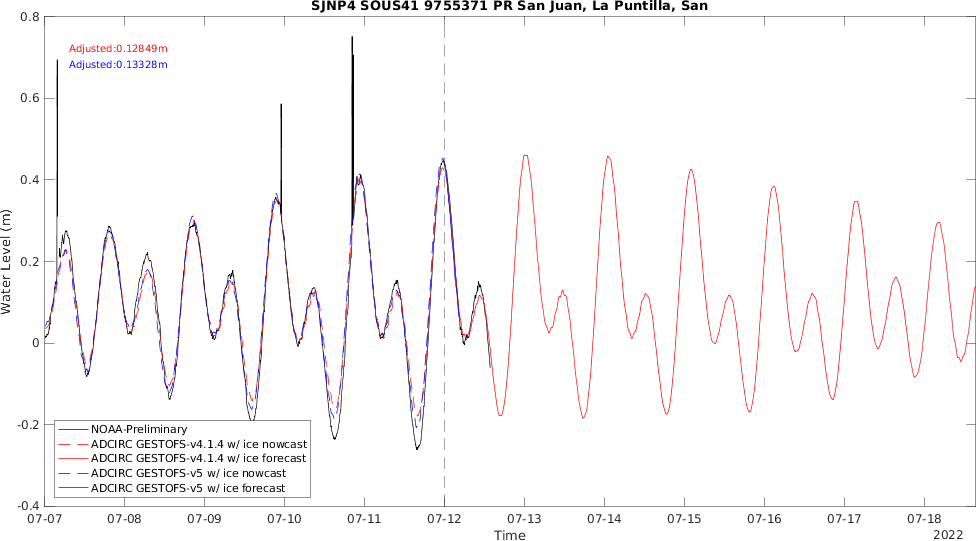 SJNP4 SOUS41 9755371 PR San Juan, La Puntilla, San
Adjusted:0.12849m
Adjusted:0.13328m
Water Level (m)
0.8
0.6
0.4
0.2
0
-0.2
-0.4
NOAA-Preliminary
ADCIRC GESTOFS-v4.1.4 w/ ice nowcast
ADCIRC GESTOFS-v4.1.4 w/ ice forecast
ADCIRC GESTOFS-v5 w/ ice nowcast
ADCIRC GESTOFS-v5 w/ ice forecast
07-07 07-08 07-09 07-10 07-11 07-12 07-13 07-14 07-15 07-16 07-17 07-18
Time
2022